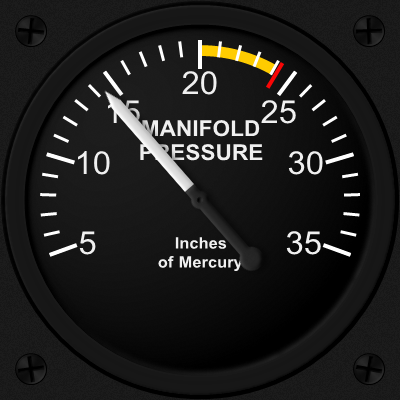 20
15 25
MANIFOLD
PRESSURE
10 30
5 35
Inches
of Mercury